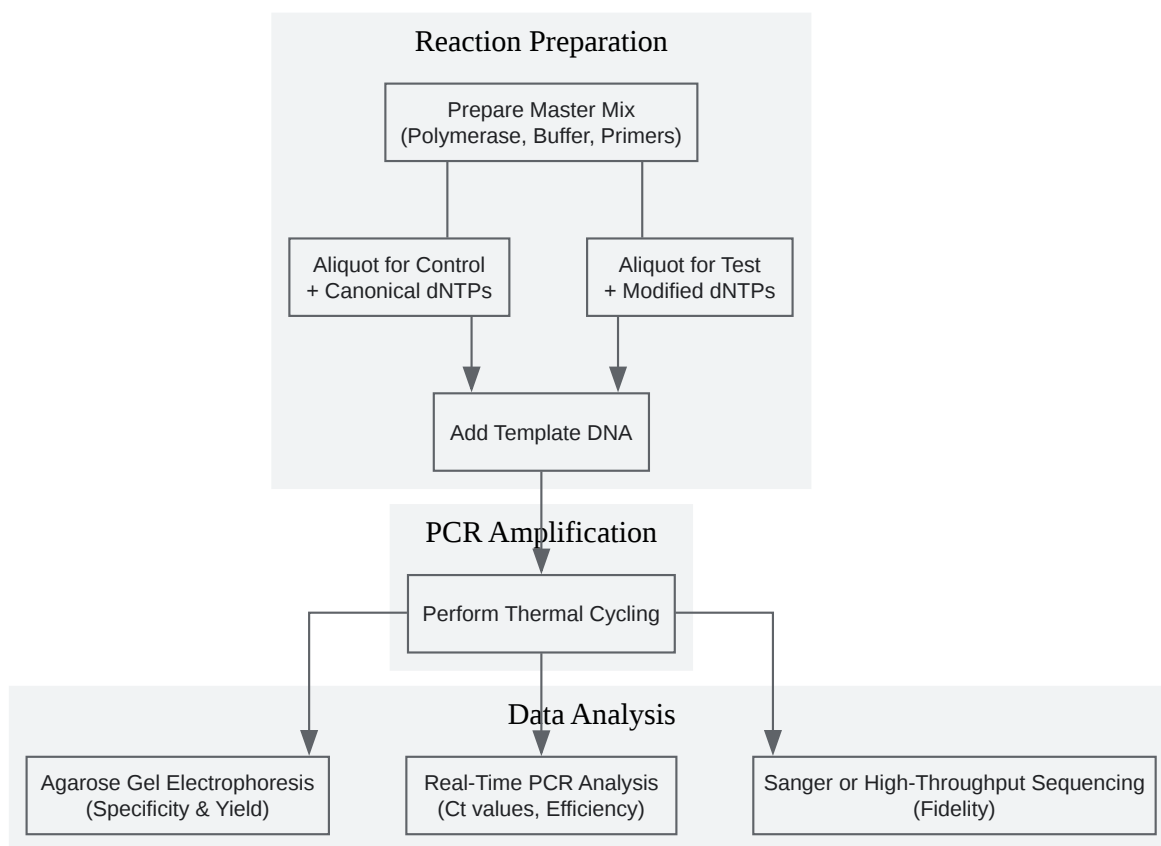 Reaction Preparation
Prepare Master Mix
(Polymerase, Buffer, Primers)
Aliquot for Control
+ Canonical dNTPs
Aliquot for Test
+ Modified dNTPs
Add Template DNA
PCR Amplification
Perform Thermal Cycling
Data Analysis
Agarose Gel Electrophoresis
(Specificity & Yield)
Real-Time PCR Analysis
(Ct values, Efficiency)
Sanger or High-Throughput Sequencing
(Fidelity)